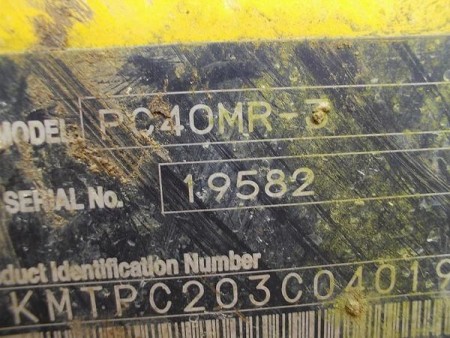 MODEL PC40MR-3
SERIAL No. 19582
oduct Identification Number
KMTPC203C04019